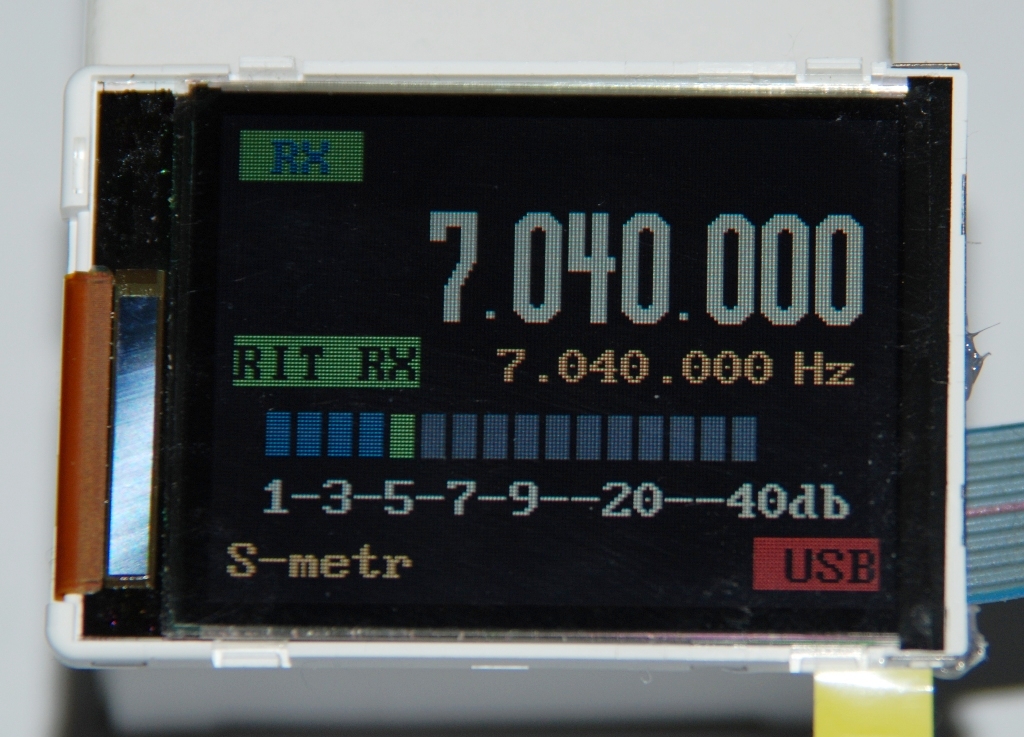 RX
7.040.000
RIT RX 7.040.000 Hz
1-3-5-7-9--20--40db
S-metr USB